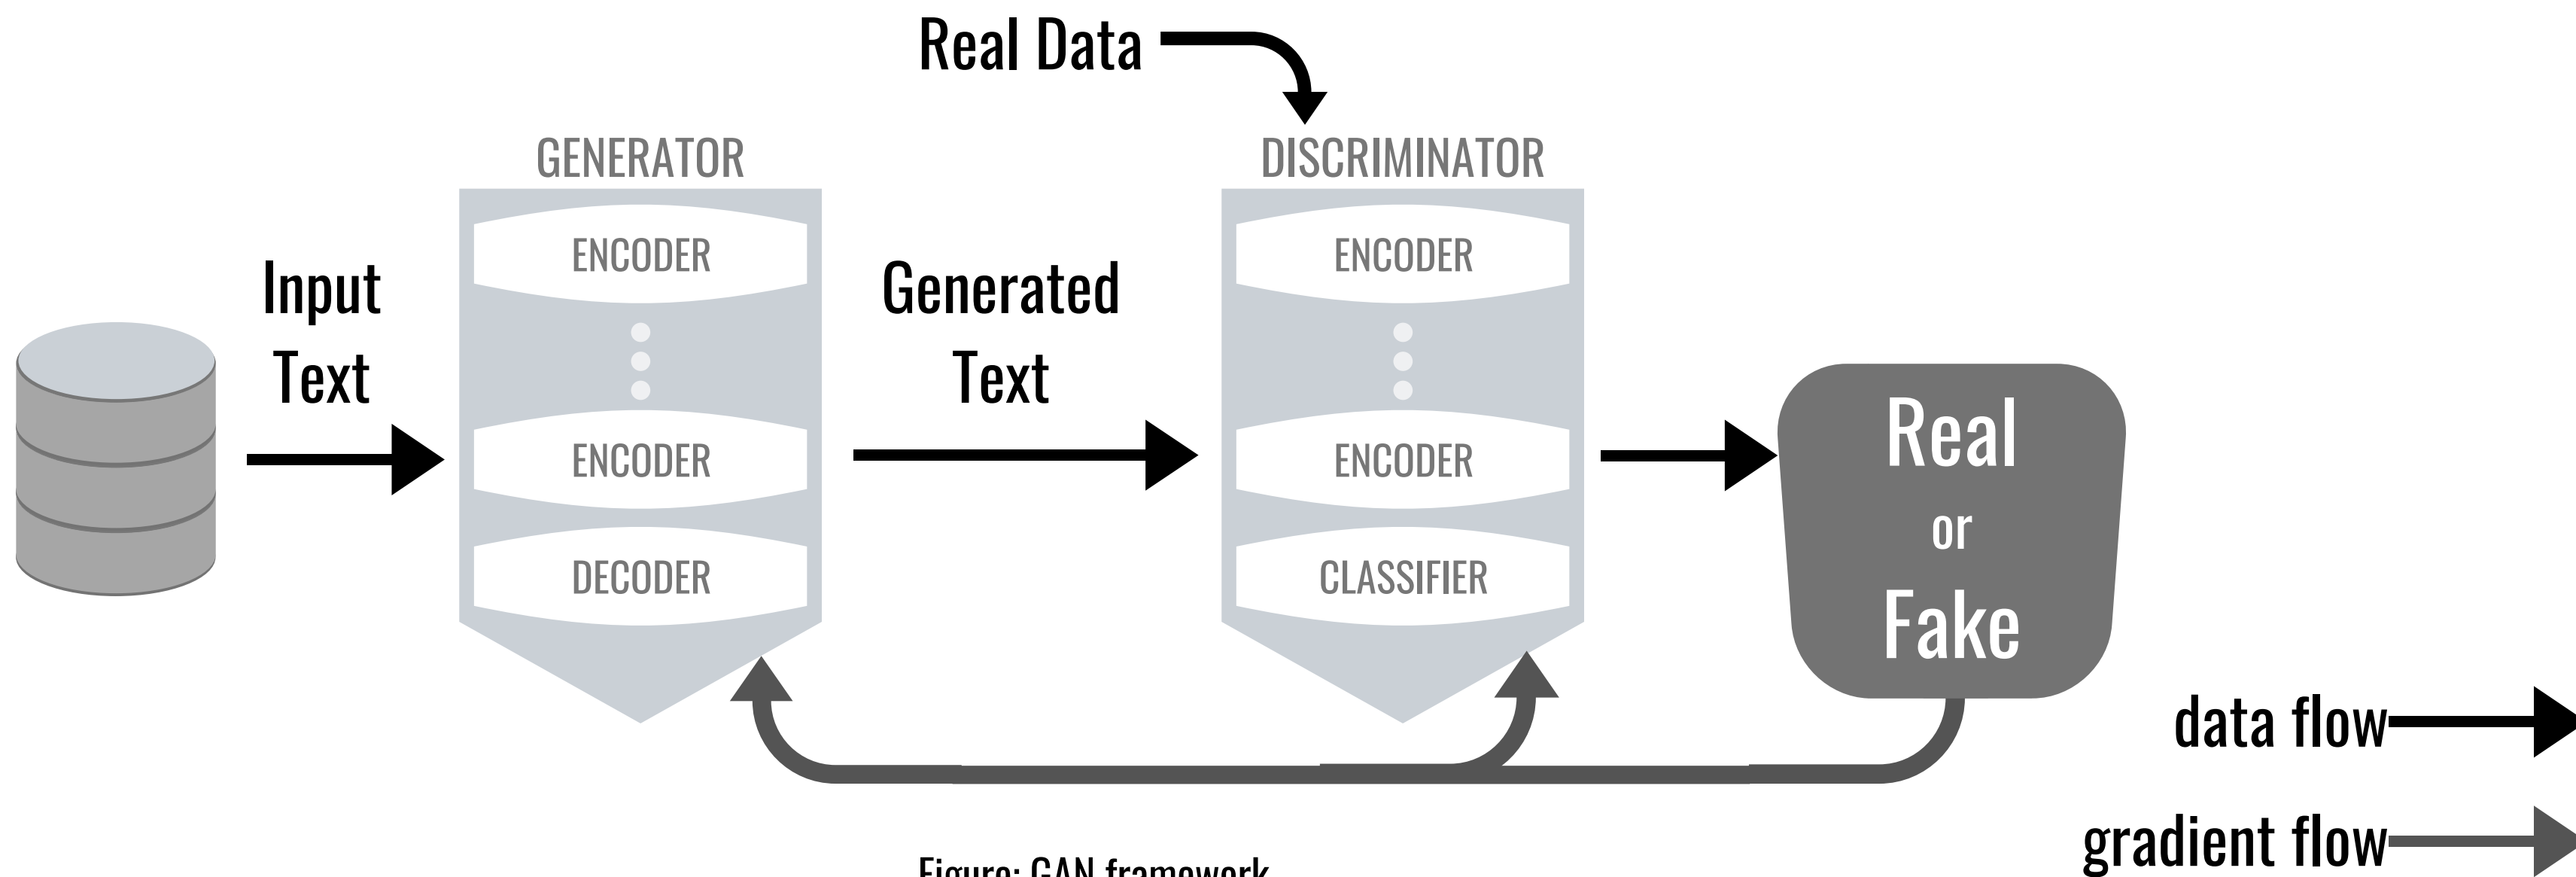 Real Data
GENERATOR
DISCRIMINATOR
Input
Text
ENCODER
ENCODER
DECODER
Generated
Text
ENCODER
ENCODER
CLASSIFIER
Real
or
Fake
data flow
gradient flow
Figure: GAN framework